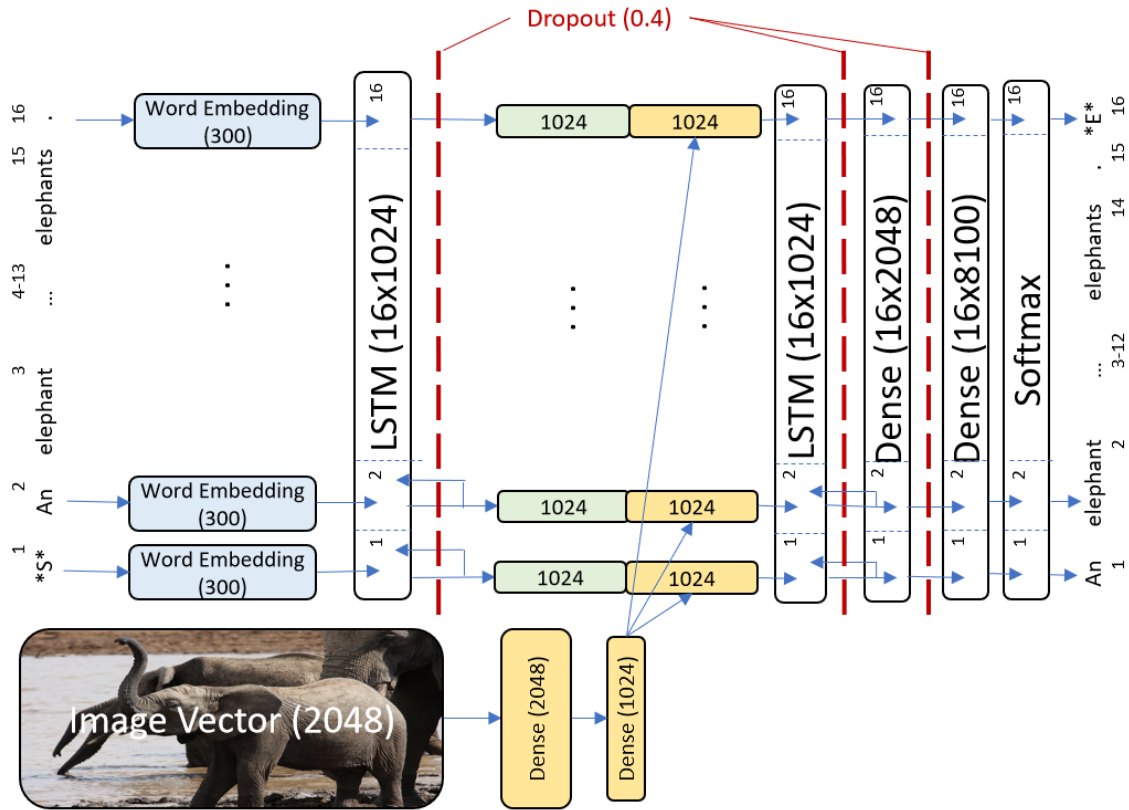 Dropout (0.4)
16
.
15
elephants
4-13
...
3
elephant
2
An
1
*S*
Word Embedding
(300)
...
Word Embedding
(300)
Word Embedding
(300)
16
LSTM (16x1024)
2
1
1024
1024
...
...
1024
1024
1024
1024
16
LSTM (16x1024)
2
1
16
Dense (16x2048)
2
1
16
Dense (16x8100)
2
1
16
Softmax
2
1
16
*E*
15
.
14
elephants
3-12
...
2
elephant
1
An
Image Vector (2048)
Dense (2048)
Dense (1024)